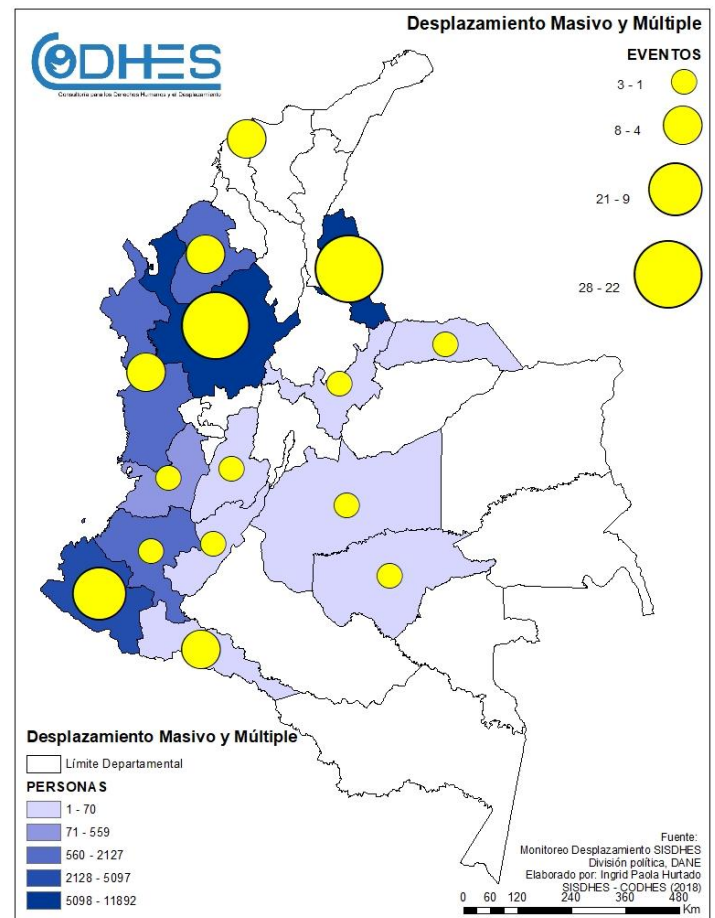 Desplazamiento Masivo y Múltiple
CODHES
Consultoría para los Derechos Humanos y el Desplazamiento
EVENTOS
3 - 1
8 - 4
21 - 9
28 - 22
Desplazamiento Masivo y Múltiple
Límite Departamental
PERSONAS
1 - 70
71 - 559
560 - 2127
2128 - 5097
5098 - 11892
Fuente:
Monitoreo Desplazamiento SISDHES
División política, DANE
Elaborado por: Ingrid Paola Hurtado
SISDHES - CODHES (2018)
0 60 120 240 360 480
Km